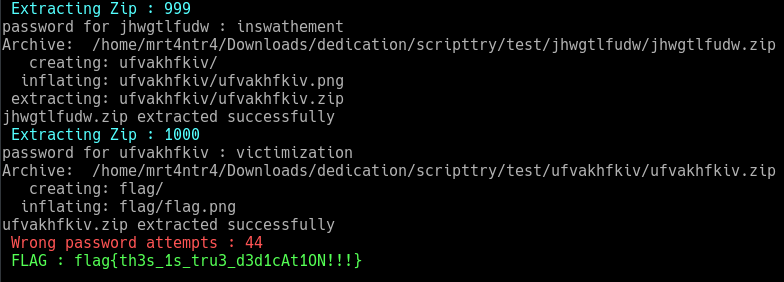 Extracting Zip : 999
password for jhwgtlfudw : inswathement
Archive:  /home/mrt4ntr4/Downloads/dedication/scripttry/test/jhwgtlfudw/jhwgtlfudw.zip
creating: ufvakhfkiv/
inflating: ufvakhfkiv/ufvakhfkiv.png
extracting: ufvakhfkiv/ufvakhfkiv.zip
jhwgtlfudw.zip extracted successfully
Extracting Zip : 1000
password for ufvakhfkiv : victimization
Archive:  /home/mrt4ntr4/Downloads/dedication/scripttry/test/ufvakhfkiv/ufvakhfkiv.zip
creating: flag/
inflating: flag/flag.png
ufvakhfkiv.zip extracted successfully
Wrong password attempts : 44
FLAG : flag{th3s_1s_tru3_d3d1cAt1ON!!!}